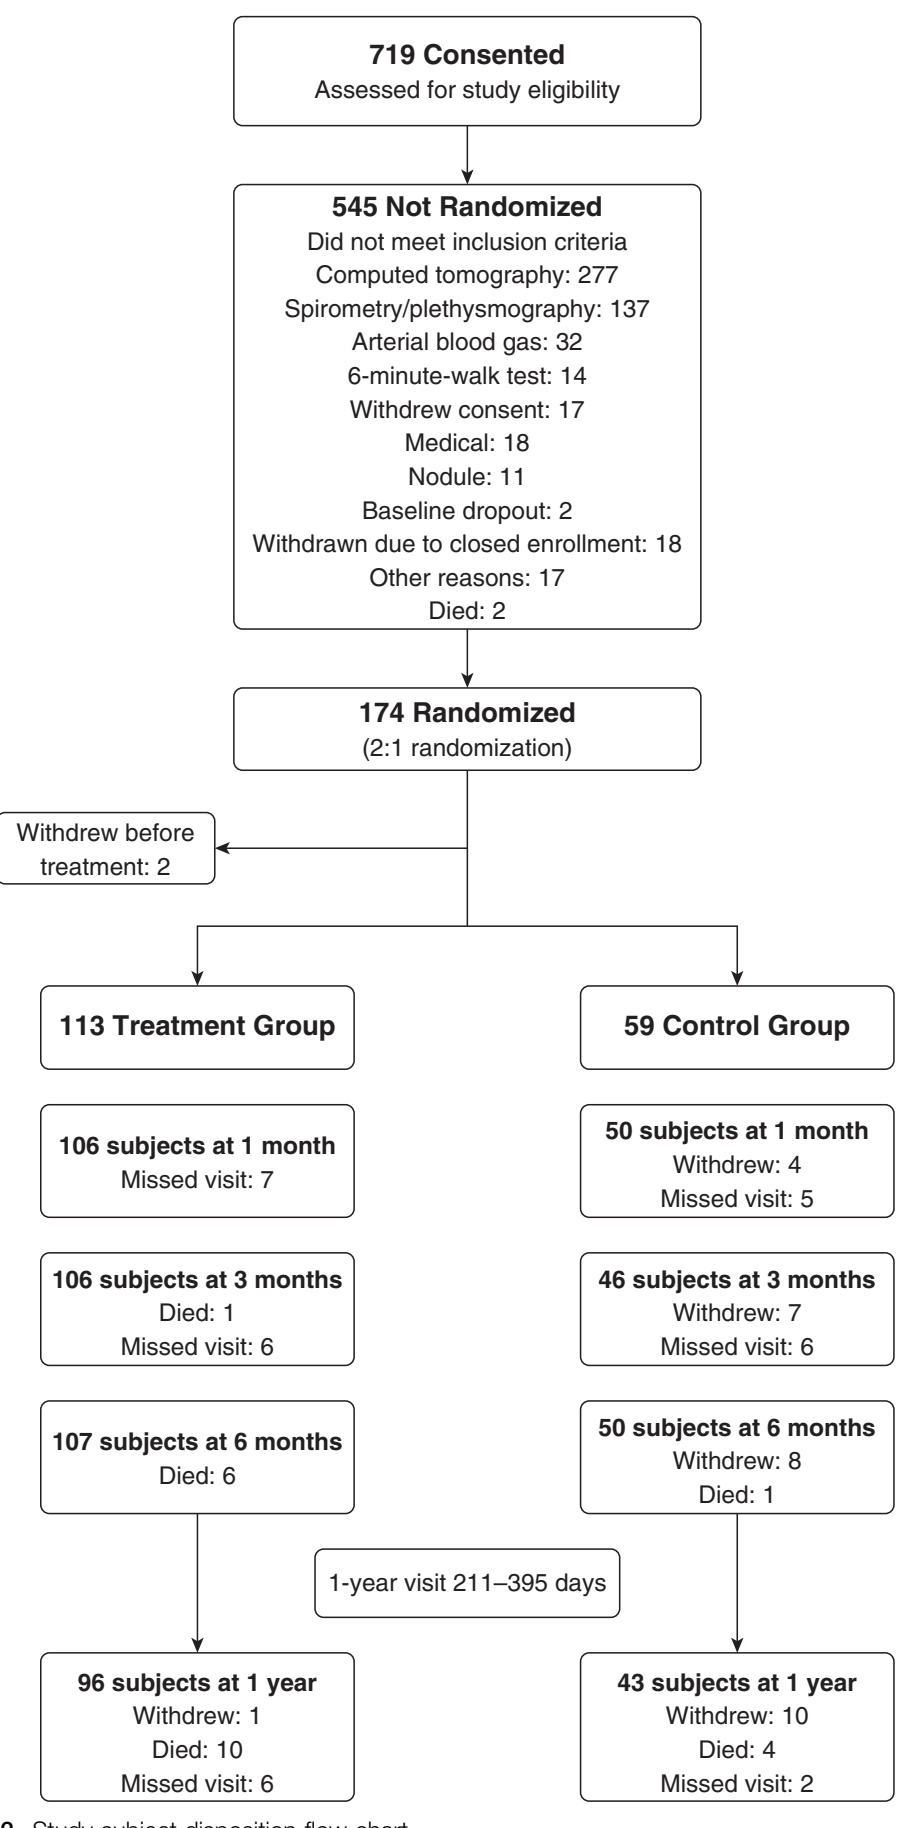 719 Consented
Assessed for study eligibility
545 Not Randomized
Did not meet inclusion criteria
Computed tomography: 277
Spirometry/plethysmography: 137
Arterial blood gas: 32
6-minute-walk test: 14
Withdrew consent: 17
Medical: 18
Nodule: 11
Baseline dropout: 2
Withdrawn due to closed enrollment: 18
Other reasons: 17
Died: 2
174 Randomized
(2:1 randomization)
Withdrew before
treatment: 2
113 Treatment Group
59 Control Group
106 subjects at 1 month
Missed visit: 7
50 subjects at 1 month
Withdrew: 4
Missed visit: 5
106 subjects at 3 months
Died: 1
Missed visit: 6
46 subjects at 3 months
Withdrew: 7
Missed visit: 6
107 subjects at 6 months
Died: 6
50 subjects at 6 months
Withdrew: 8
Died: 1
1-year visit 211–395 days
96 subjects at 1 year
Withdrew: 1
Died: 10
Missed visit: 6
43 subjects at 1 year
Withdrew: 10
Died: 4
Missed visit: 2
Study subject disposition flow chart